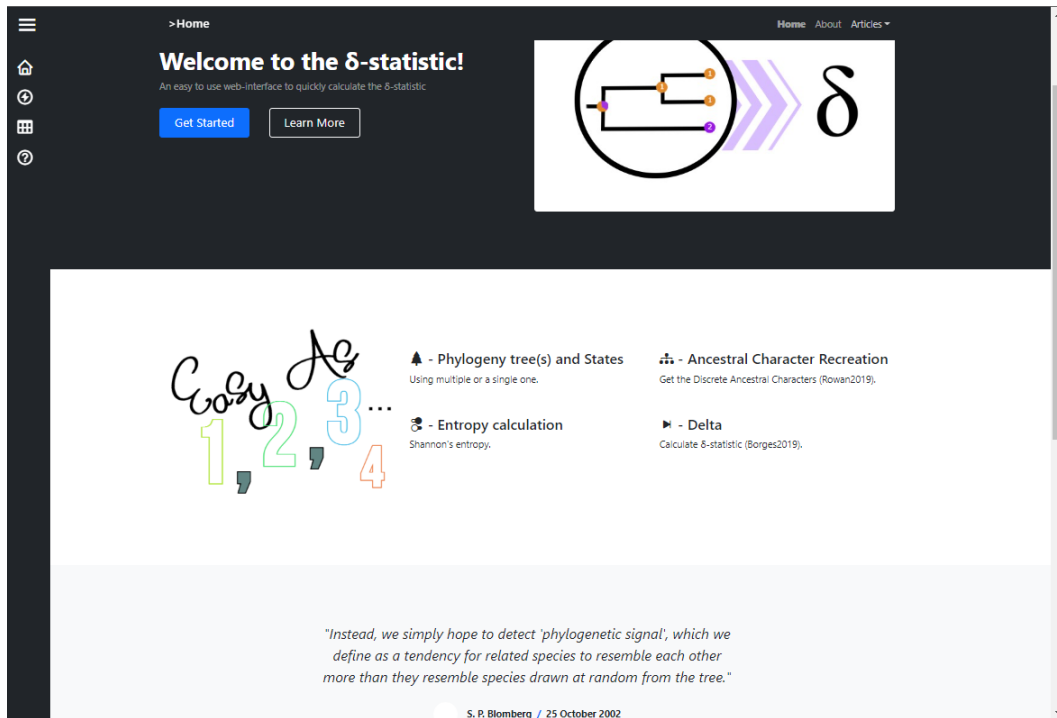 >Home
Home About Articles
Welcome to the δ-statistic!
An easy to use web-interface to quickly calculate the δ-statistic
Get Started
Learn More
1
1
1
2
δ
Easy As
1, 2, 3...
4
- Phylogeny tree(s) and States
Using multiple or a single one.
- Ancestral Character Recreation
Get the Discrete Ancestral Characters (Rowan2019).
- Entropy calculation
Shannon's entropy.
- Delta
Calculate δ-statistic (Borges2019).
"Instead, we simply hope to detect 'phylogenetic signal', which we
define as a tendency for related species to resemble each other
more than they resemble species drawn at random from the tree."
S. P. Blomberg / 25 October 2002